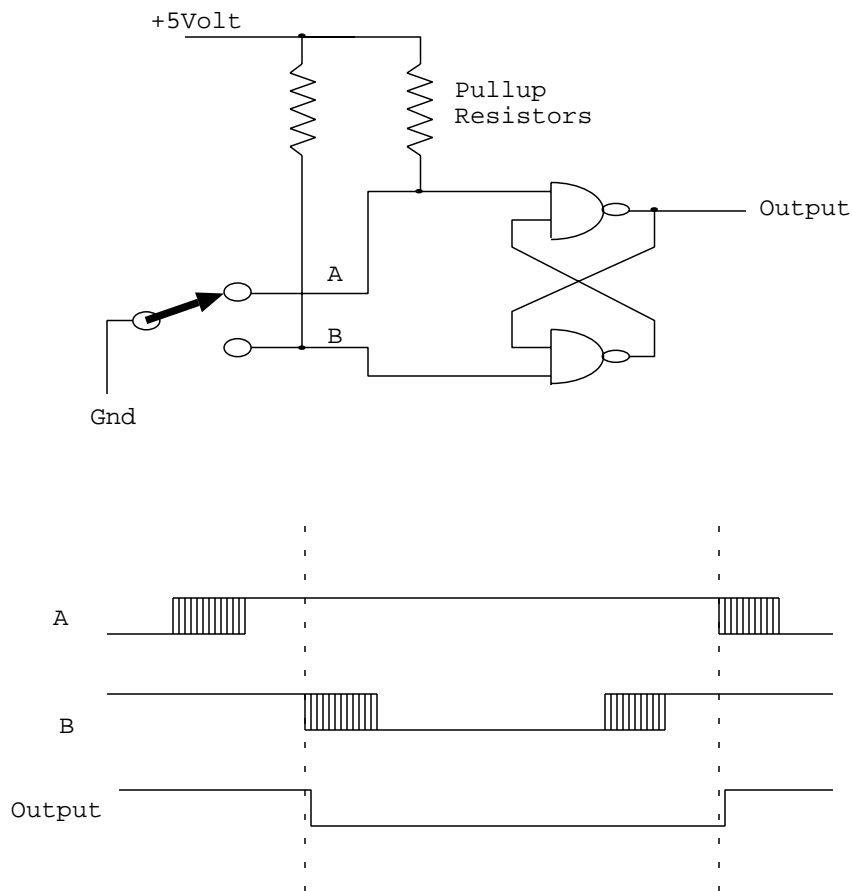 +5Volt
Pullup
Resistors
Output
A
B
Gnd
A
B
Output